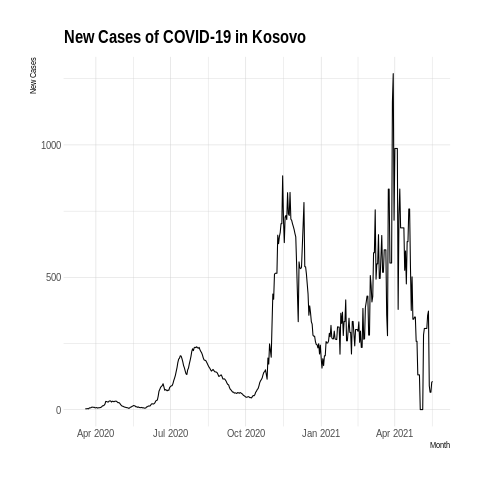 New Cases of COVID-19 in Kosovo
New Cases
1000
500
0
Apr 2020 Jul 2020 Oct 2020 Jan 2021 Apr 2021
Month